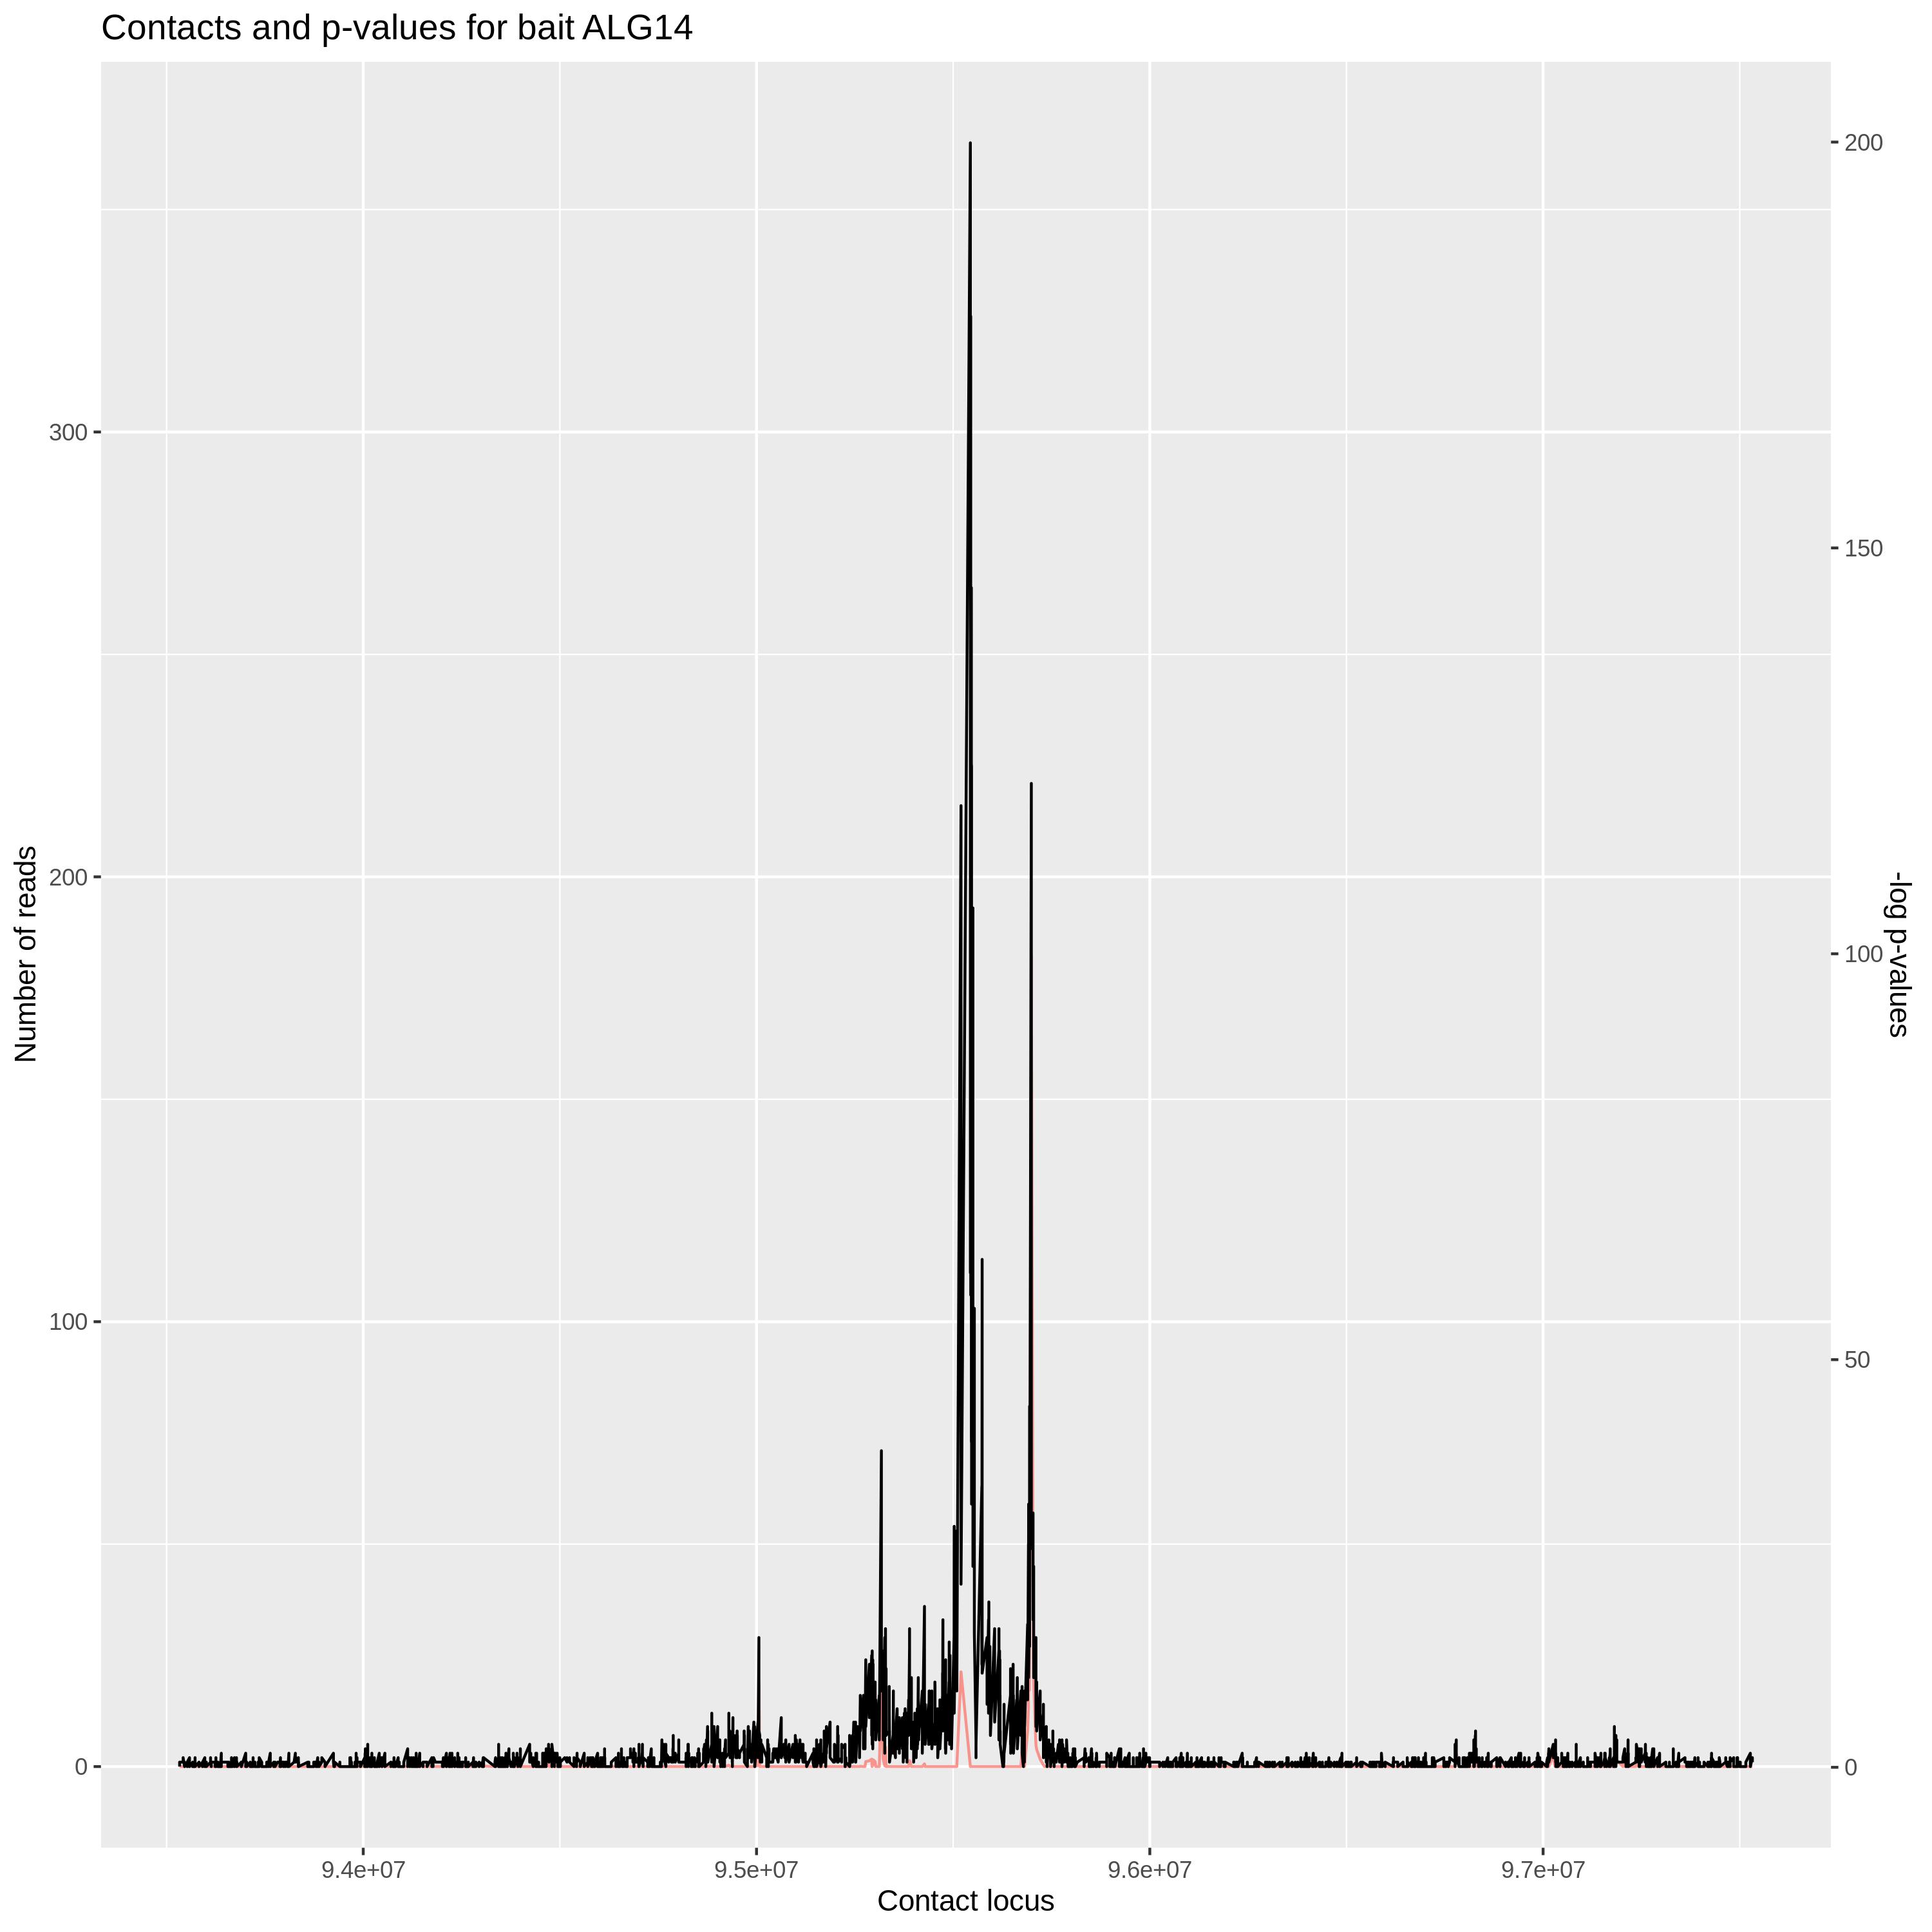 Contacts and p-values for bait ALG14
Number of reads
300
200
100
0
200
150
100
50
0
-log p-values
9.4e+07
9.5e+07
9.6e+07
9.7e+07
Contact locus